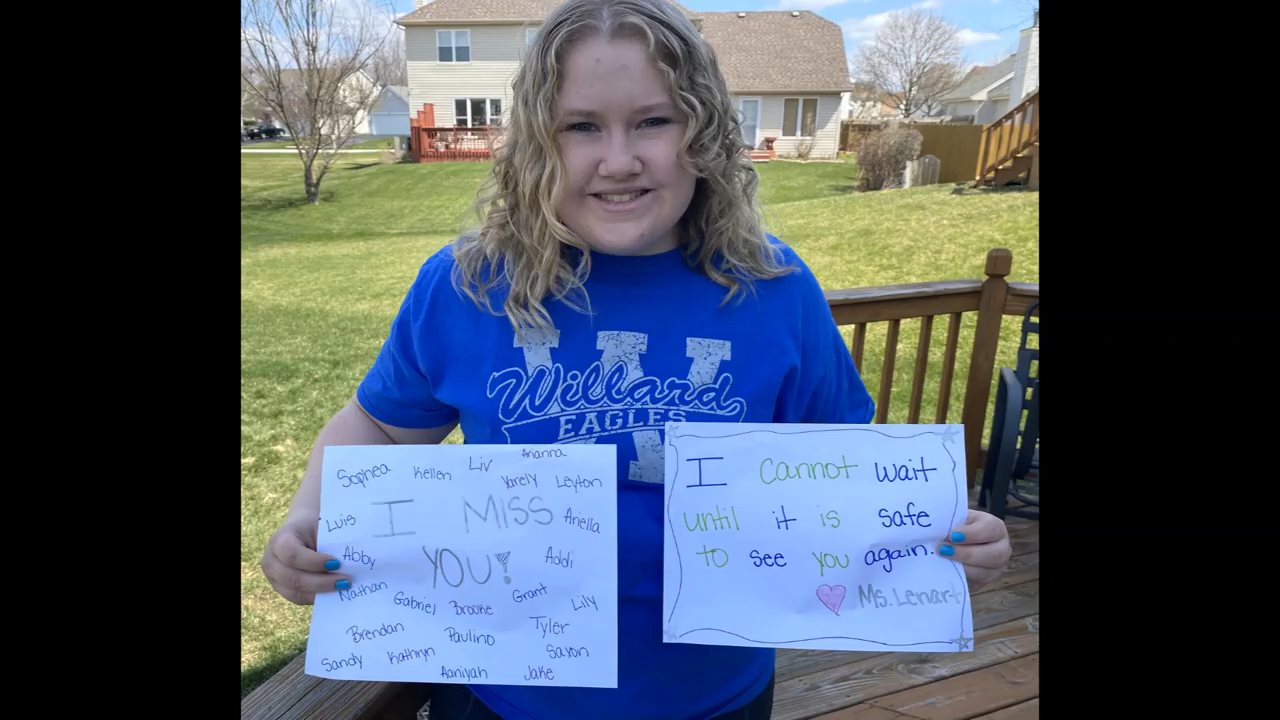 Willard
EAGLES
Arianna
Sophea Kellen Liv
Yarely Leyton
Luis I MISS Ariella
Abby YOU! Addi
Nathan Gabriel Brooke Grant Lily
Brendan Paulino Tyler
Sandy Kathryn Saxon
Aaniyah Jake
I cannot wait
until it is safe
to see you again.
Ms. Lenart